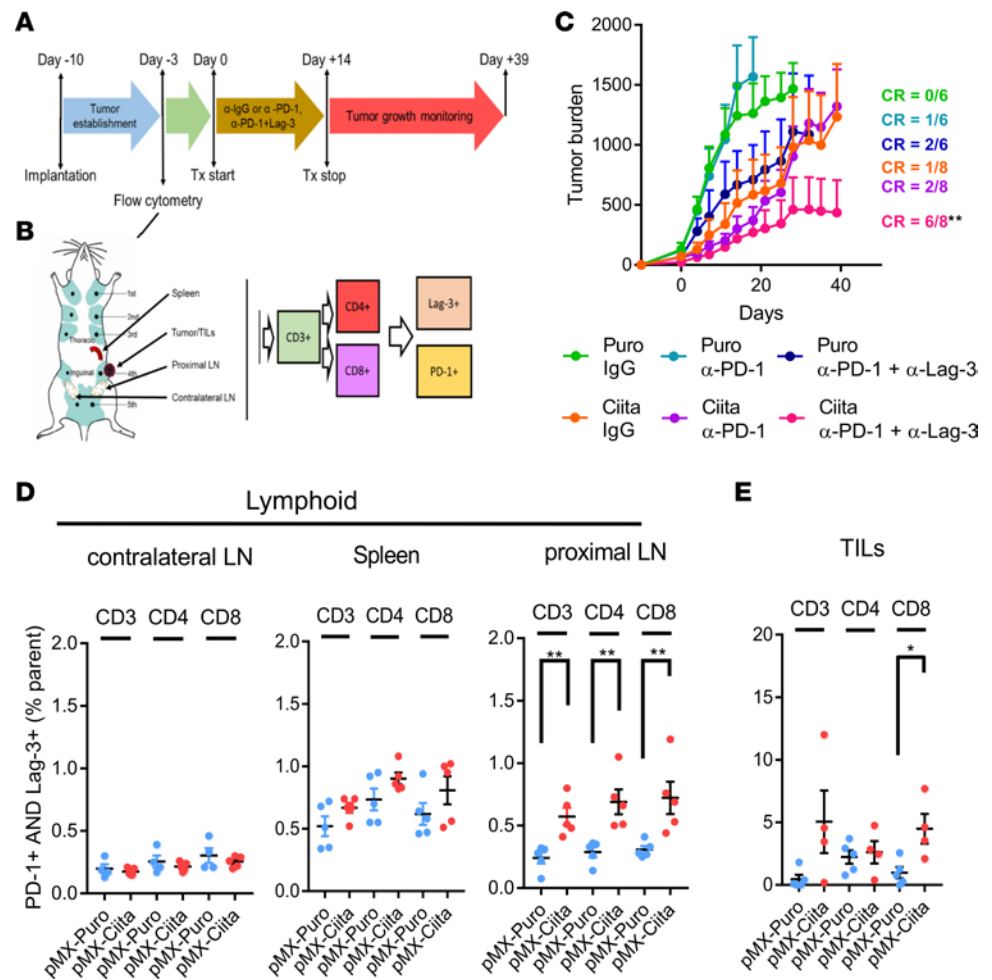 A
Day -10
Day -3
Day 0
Day +14
Day +39
Tumor
establishment
α-IgG or α -PD-1,
α-PD-1+Lag-3
Tumor growth monitoring
Implantation
Tx start
Tx stop
Flow cytometry
B
1st
2nd
3rd
Thoracic
Inguinal
4th
5th
Spleen
Tumor/TILs
Proximal LN
Contralateral LN
CD3+
CD4+
CD8+
Lag-3+
PD-1+
C
Tumor burden
2000
1500
1000
500
0
0
20
40
60
Days
CR = 0/6
CR = 1/6
CR = 2/6
CR = 1/8
CR = 2/8
CR = 6/8**
Puro
IgG
Puro
α-PD-1
Puro
α-PD-1 + α-Lag-3
Ciita
IgG
Ciita
α-PD-1
Ciita
α-PD-1 + α-Lag-3
D
Lymphoid
contralateral LN
Spleen
proximal LN
PD-1+ AND Lag-3+ (% parent)
CD3 CD4 CD8
2.0
1.5
1.0
0.5
0.0
pMX-Puro
pMX-Ciita
pMX-Puro
pMX-Ciita
pMX-Puro
pMX-Ciita
CD3 CD4 CD8
2.0
1.5
1.0
0.5
0.0
pMX-Puro
pMX-Ciita
pMX-Puro
pMX-Ciita
pMX-Puro
pMX-Ciita
CD3 CD4 CD8
2.0
1.5
1.0
0.5
0.0
** ** **
pMX-Puro
pMX-Ciita
pMX-Puro
pMX-Ciita
pMX-Puro
pMX-Ciita
E
TILs
CD3 CD4 CD8
20
15
10
5
0
*
pMX-Puro
pMX-Ciita
pMX-Puro
pMX-Ciita
pMX-Puro
pMX-Ciita